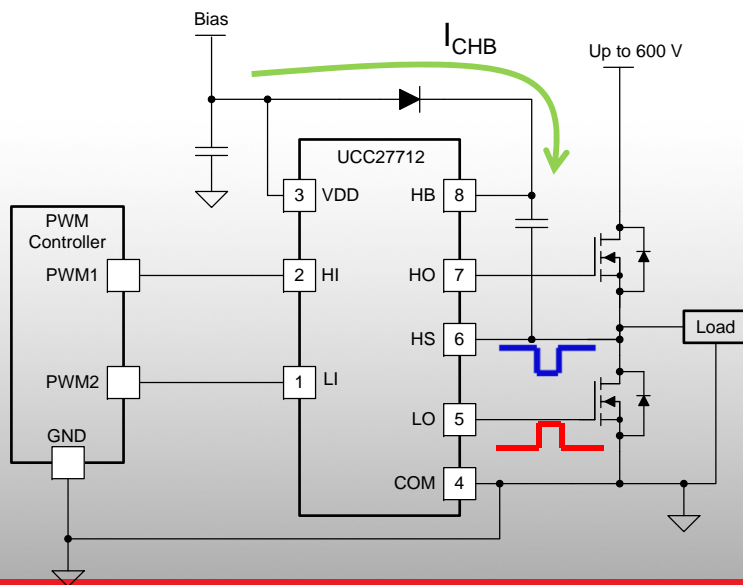 Bias
I_CHB
Up to 600 V
UCC27712
3 VDD
HB 8
PWM
Controller
PWM1
2 HI
HO 7
HS 6
Load
PWM2
1 LI
LO 5
GND
COM 4